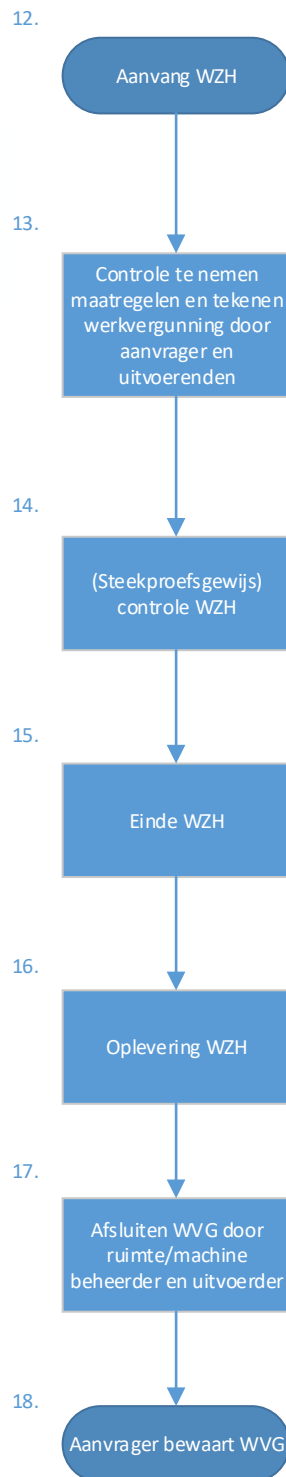 12.
Aanvang WZH
13.
Controle te nemen
maatregelen en tekenen
werkvergunning door
aanvrager en
uitvoerenden
14.
(Steekproefsgewijs)
controle WZH
15.
Einde WZH
16.
Oplevering WZH
17.
Afsluiten WVG door
ruimte/machine
beheerder en uitvoerder
18.
Aanvrager bewaart WVG